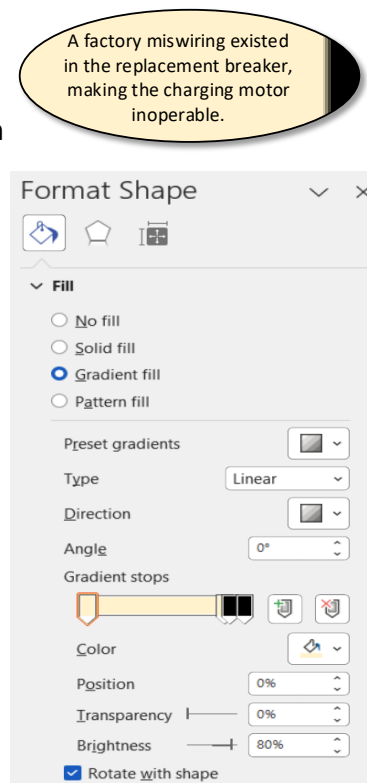 A factory miswiring existed
in the replacement breaker,
making the charging motor
inoperable.
Format Shape
Fill
No fill
Solid fill
Gradient fill
Pattern fill
Preset gradients
Type Linear
Direction
Angle 0°
Gradient stops
Color
Position 0%
Transparency 0%
Brightness 80%
Rotate with shape